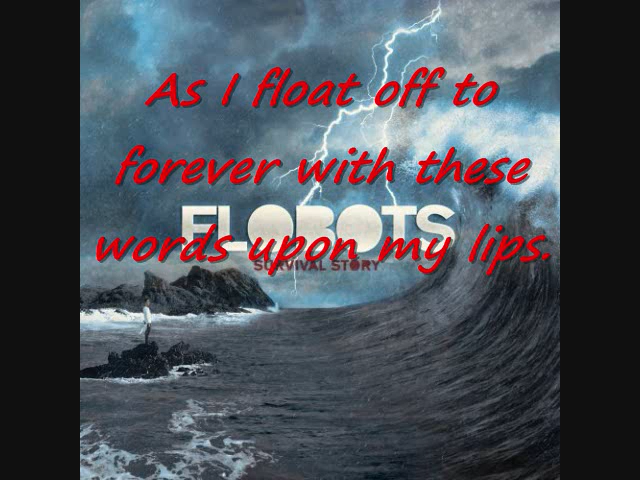 As I float off to
forever with these
FLOBOTS
words upon my lips.
SURVIVAL STORY